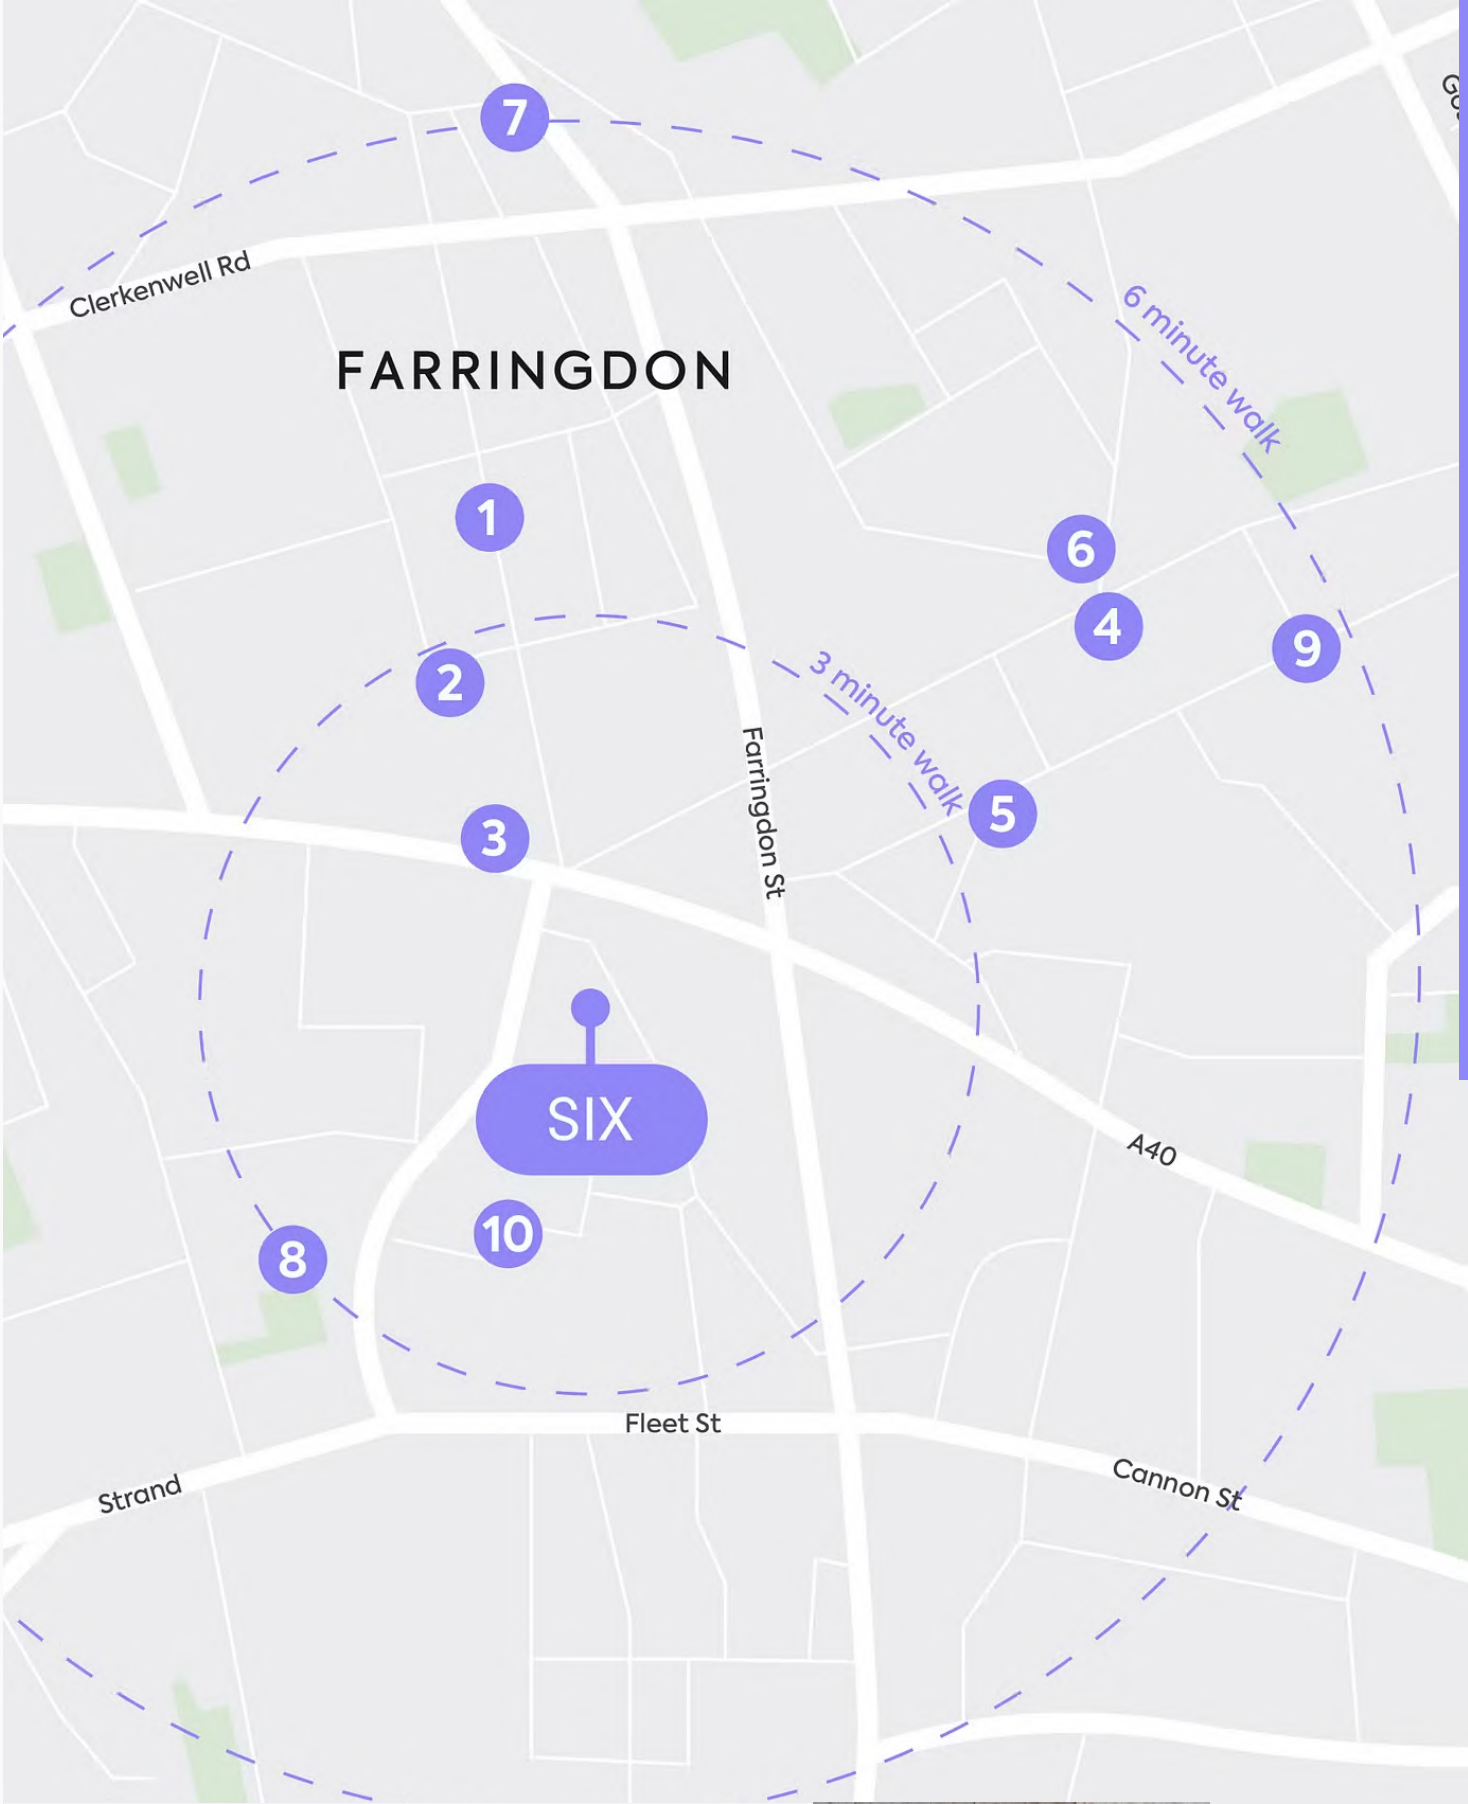 7
Clerkenwell Rd
FARRINGDON
6 minute walk
1
6
4
9
2
3 minute walk
Farringdon St
5
3
SIX
A40
10
8
Fleet St
Strand
Cannon St